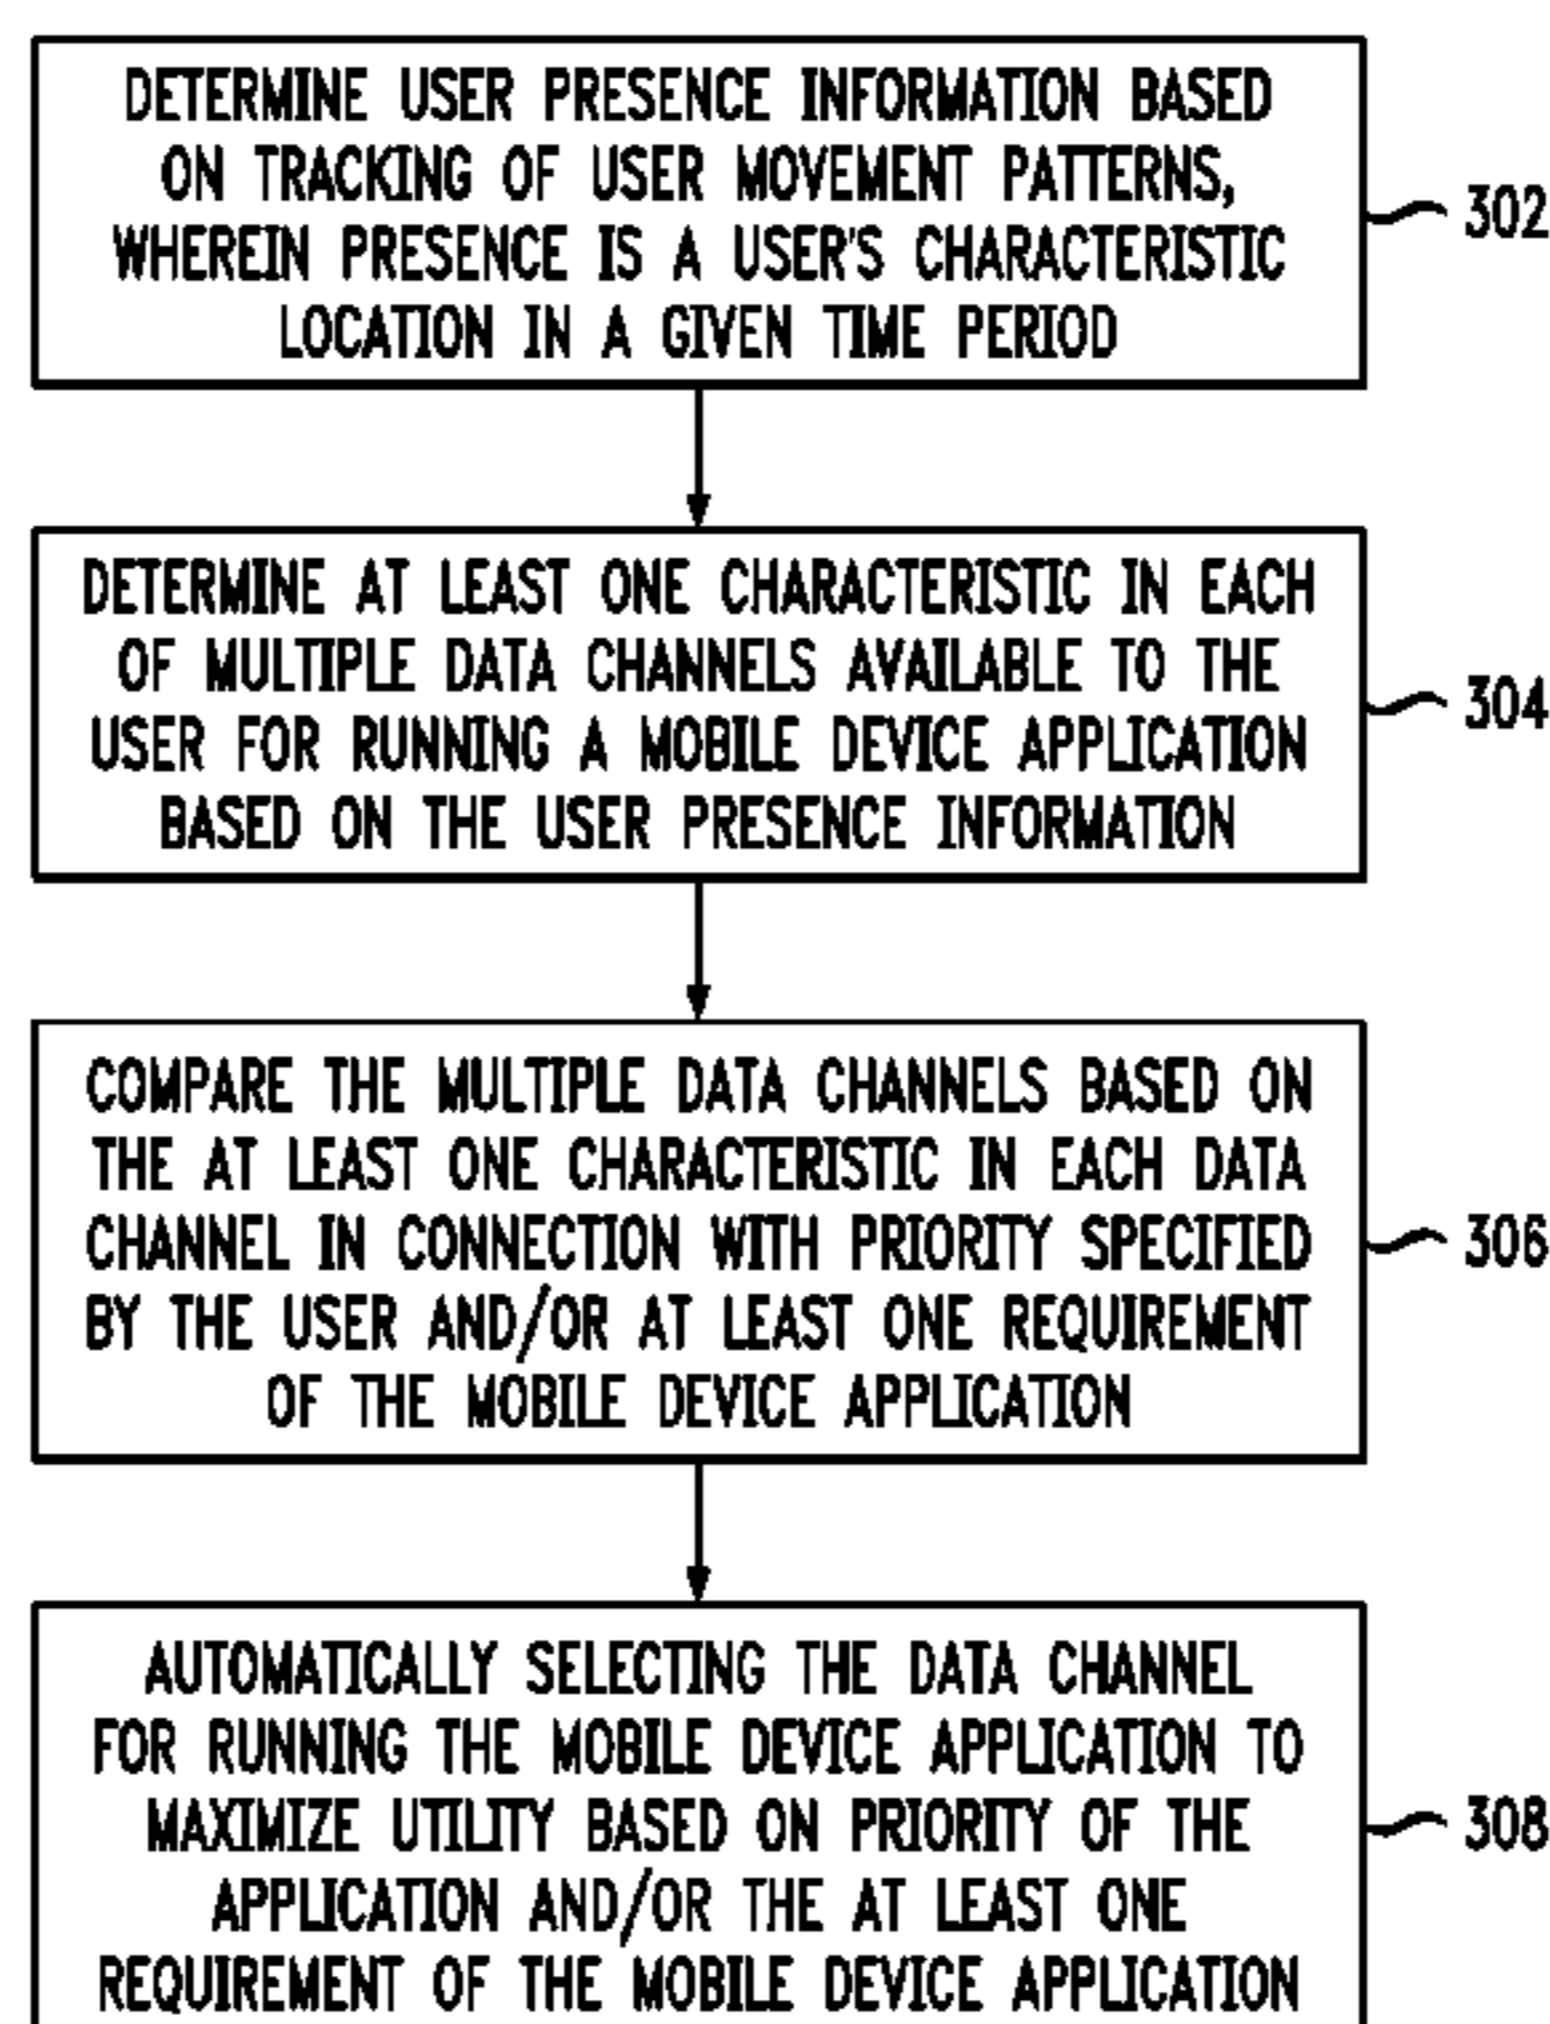 DETERMINE USER PRESENCE INFORMATION BASED
ON TRACKING OF USER MOVEMENT PATTERNS,
WHEREIN PRESENCE IS A USER'S CHARACTERISTIC
LOCATION IN A GIVEN TIME PERIOD
302
DETERMINE AT LEAST ONE CHARACTERISTIC IN EACH
OF MULTIPLE DATA CHANNELS AVAILABLE TO THE
USER FOR RUNNING A MOBILE DEVICE APPLICATION
BASED ON THE USER PRESENCE INFORMATION
304
COMPARE THE MULTIPLE DATA CHANNELS BASED ON
THE AT LEAST ONE CHARACTERISTIC IN EACH DATA
CHANNEL IN CONNECTION WITH PRIORITY SPECIFIED
BY THE USER AND/OR AT LEAST ONE REQUIREMENT
OF THE MOBILE DEVICE APPLICATION
306
AUTOMATICALLY SELECTING THE DATA CHANNEL
FOR RUNNING THE MOBILE DEVICE APPLICATION TO
MAXIMIZE UTILITY BASED ON PRIORITY OF THE
APPLICATION AND/OR THE AT LEAST ONE
REQUIREMENT OF THE MOBILE DEVICE APPLICATION
308